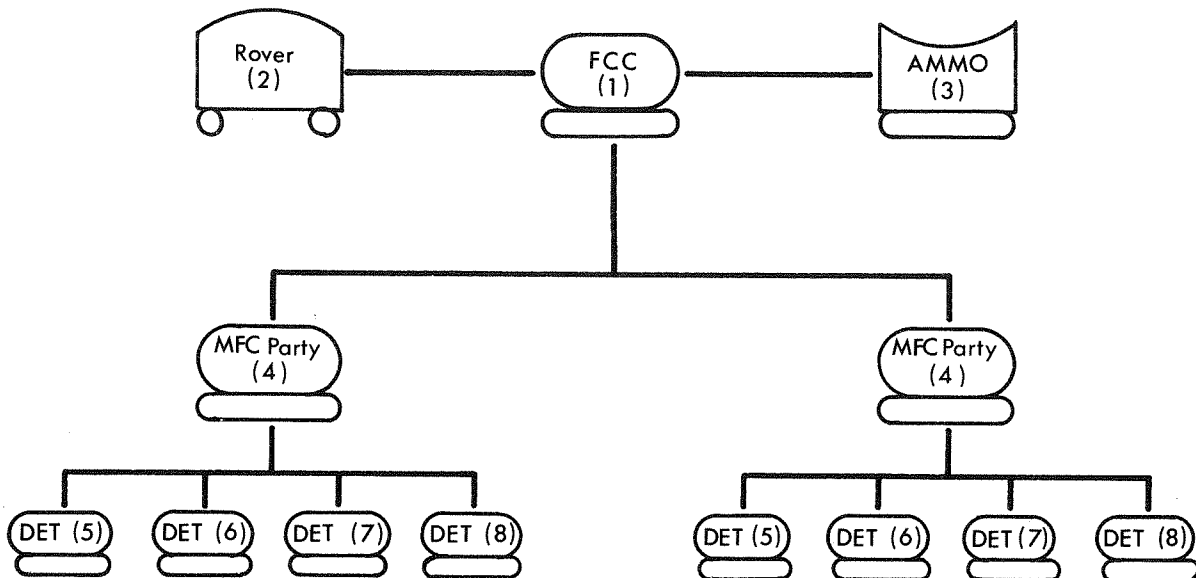 Rover
(2)
FCC
(1)
AMMO
(3)
MFC Party
(4)
MFC Party
(4)
DET (5)
DET (6)
DET (7)
DET (8)
DET (5)
DET (6)
DET (7)
DET (8)